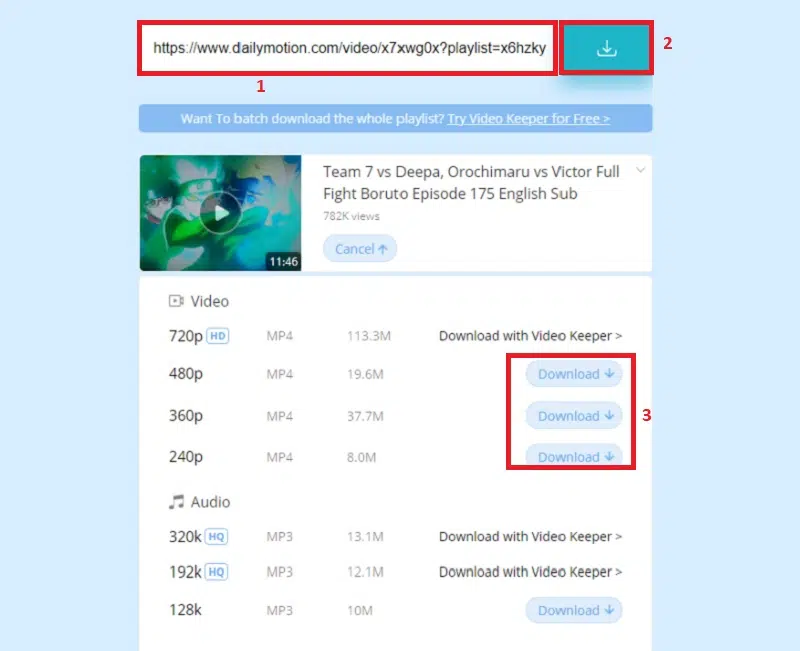 https://www.dailymotion.com/video/x7xwg0x?playlist=x6hzky
2
1
Want To batch download the whole playlist? Try Video Keeper for Free >
Team 7 vs Deepa, Orochimaru vs Victor Full
Fight Boruto Episode 175 English Sub
782K views
Cancel
11:46
Video
720p HD MP4 113.3M Download with Video Keeper >
480p MP4 19.6M Download
360p MP4 37.7M Download
3
240p MP4 8.0M Download
Audio
320k HQ MP3 13.1M Download with Video Keeper >
192k HQ MP3 12.1M Download with Video Keeper >
128k MP3 10M Download